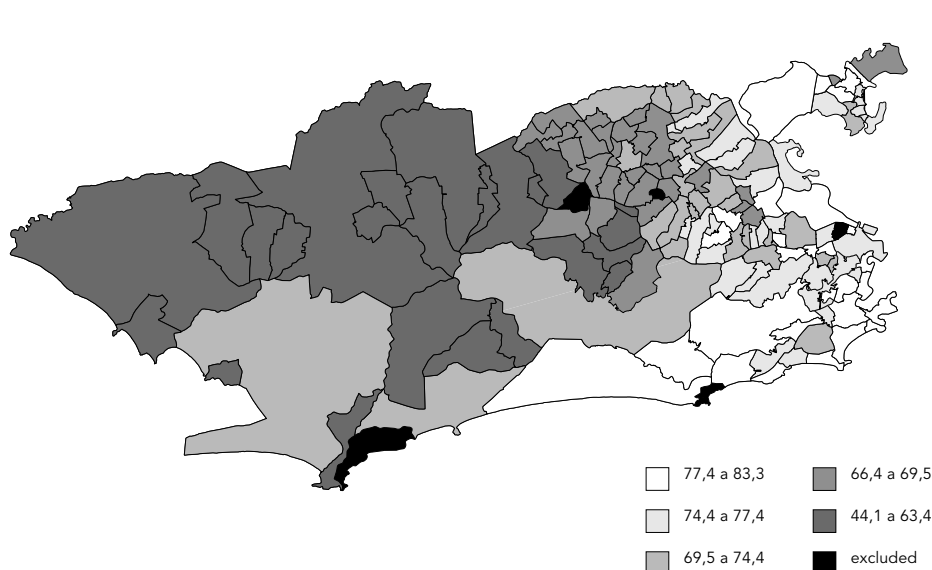 77,4 a 83,3
74,4 a 77,4
69,5 a 74,4
66,4 a 69,5
44,1 a 63,4
excluded